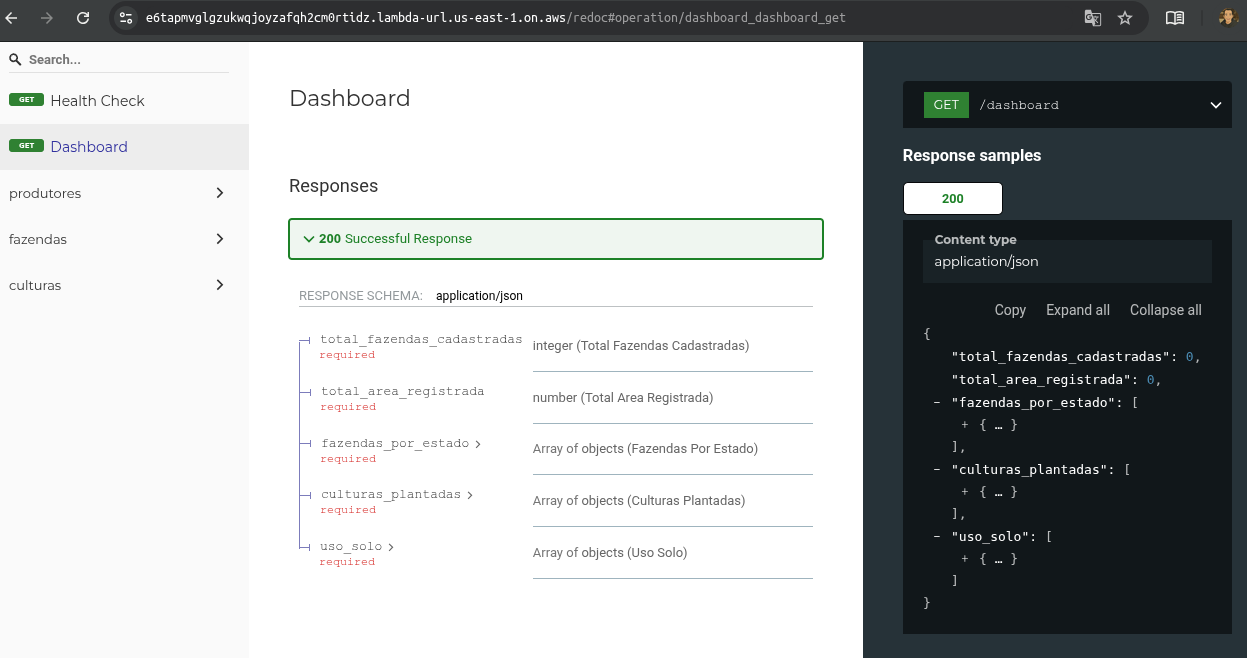 e6tapmvglgzukwqjoyzafqh2cm0rtidz.lambda-url.us-east-1.on.aws/redoc#operation/dashboard_dashboard_get
Search...
GET Health Check
GET Dashboard
produtores
fazendas
culturas
Dashboard
Responses
200 Successful Response
RESPONSE SCHEMA: application/json
total_fazendas_cadastradas
required
integer (Total Fazendas Cadastradas)
total_area_registrada
required
number (Total Area Registrada)
fazendas_por_estado
required
Array of objects (Fazendas Por Estado)
culturas_plantadas
required
Array of objects (Culturas Plantadas)
uso_solo
required
Array of objects (Uso Solo)
GET /dashboard
Response samples
200
Content type
application/json
Copy Expand all Collapse all
{
"total_fazendas_cadastradas": 0,
"total_area_registrada": 0,
- "fazendas_por_estado": [
+ { … }
],
- "culturas_plantadas": [
+ { … }
],
- "uso_solo": [
+ { … }
]
}